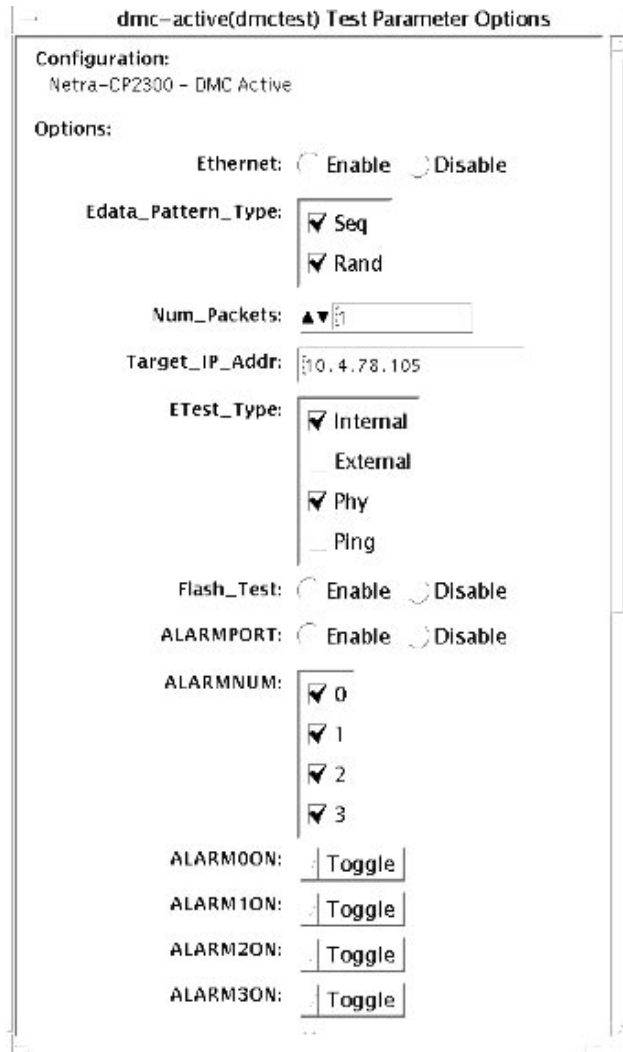 dmc-active(dmctest) Test Parameter Options
Configuration:
Netra-CP2300 - DMC Active
Options:
Ethernet: Enable Disable
Edata_Pattern_Type:
Seq
Rand
Num_Packets: 1
Target_IP_Addr: 10.4.78.105
ETest_Type:
Internal
External
Phy
Ping
Flash_Test: Enable Disable
ALARMPORT: Enable Disable
ALARMNUM:
0
1
2
3
ALARM0ON: Toggle
ALARM1ON: Toggle
ALARM2ON: Toggle
ALARM3ON: Toggle